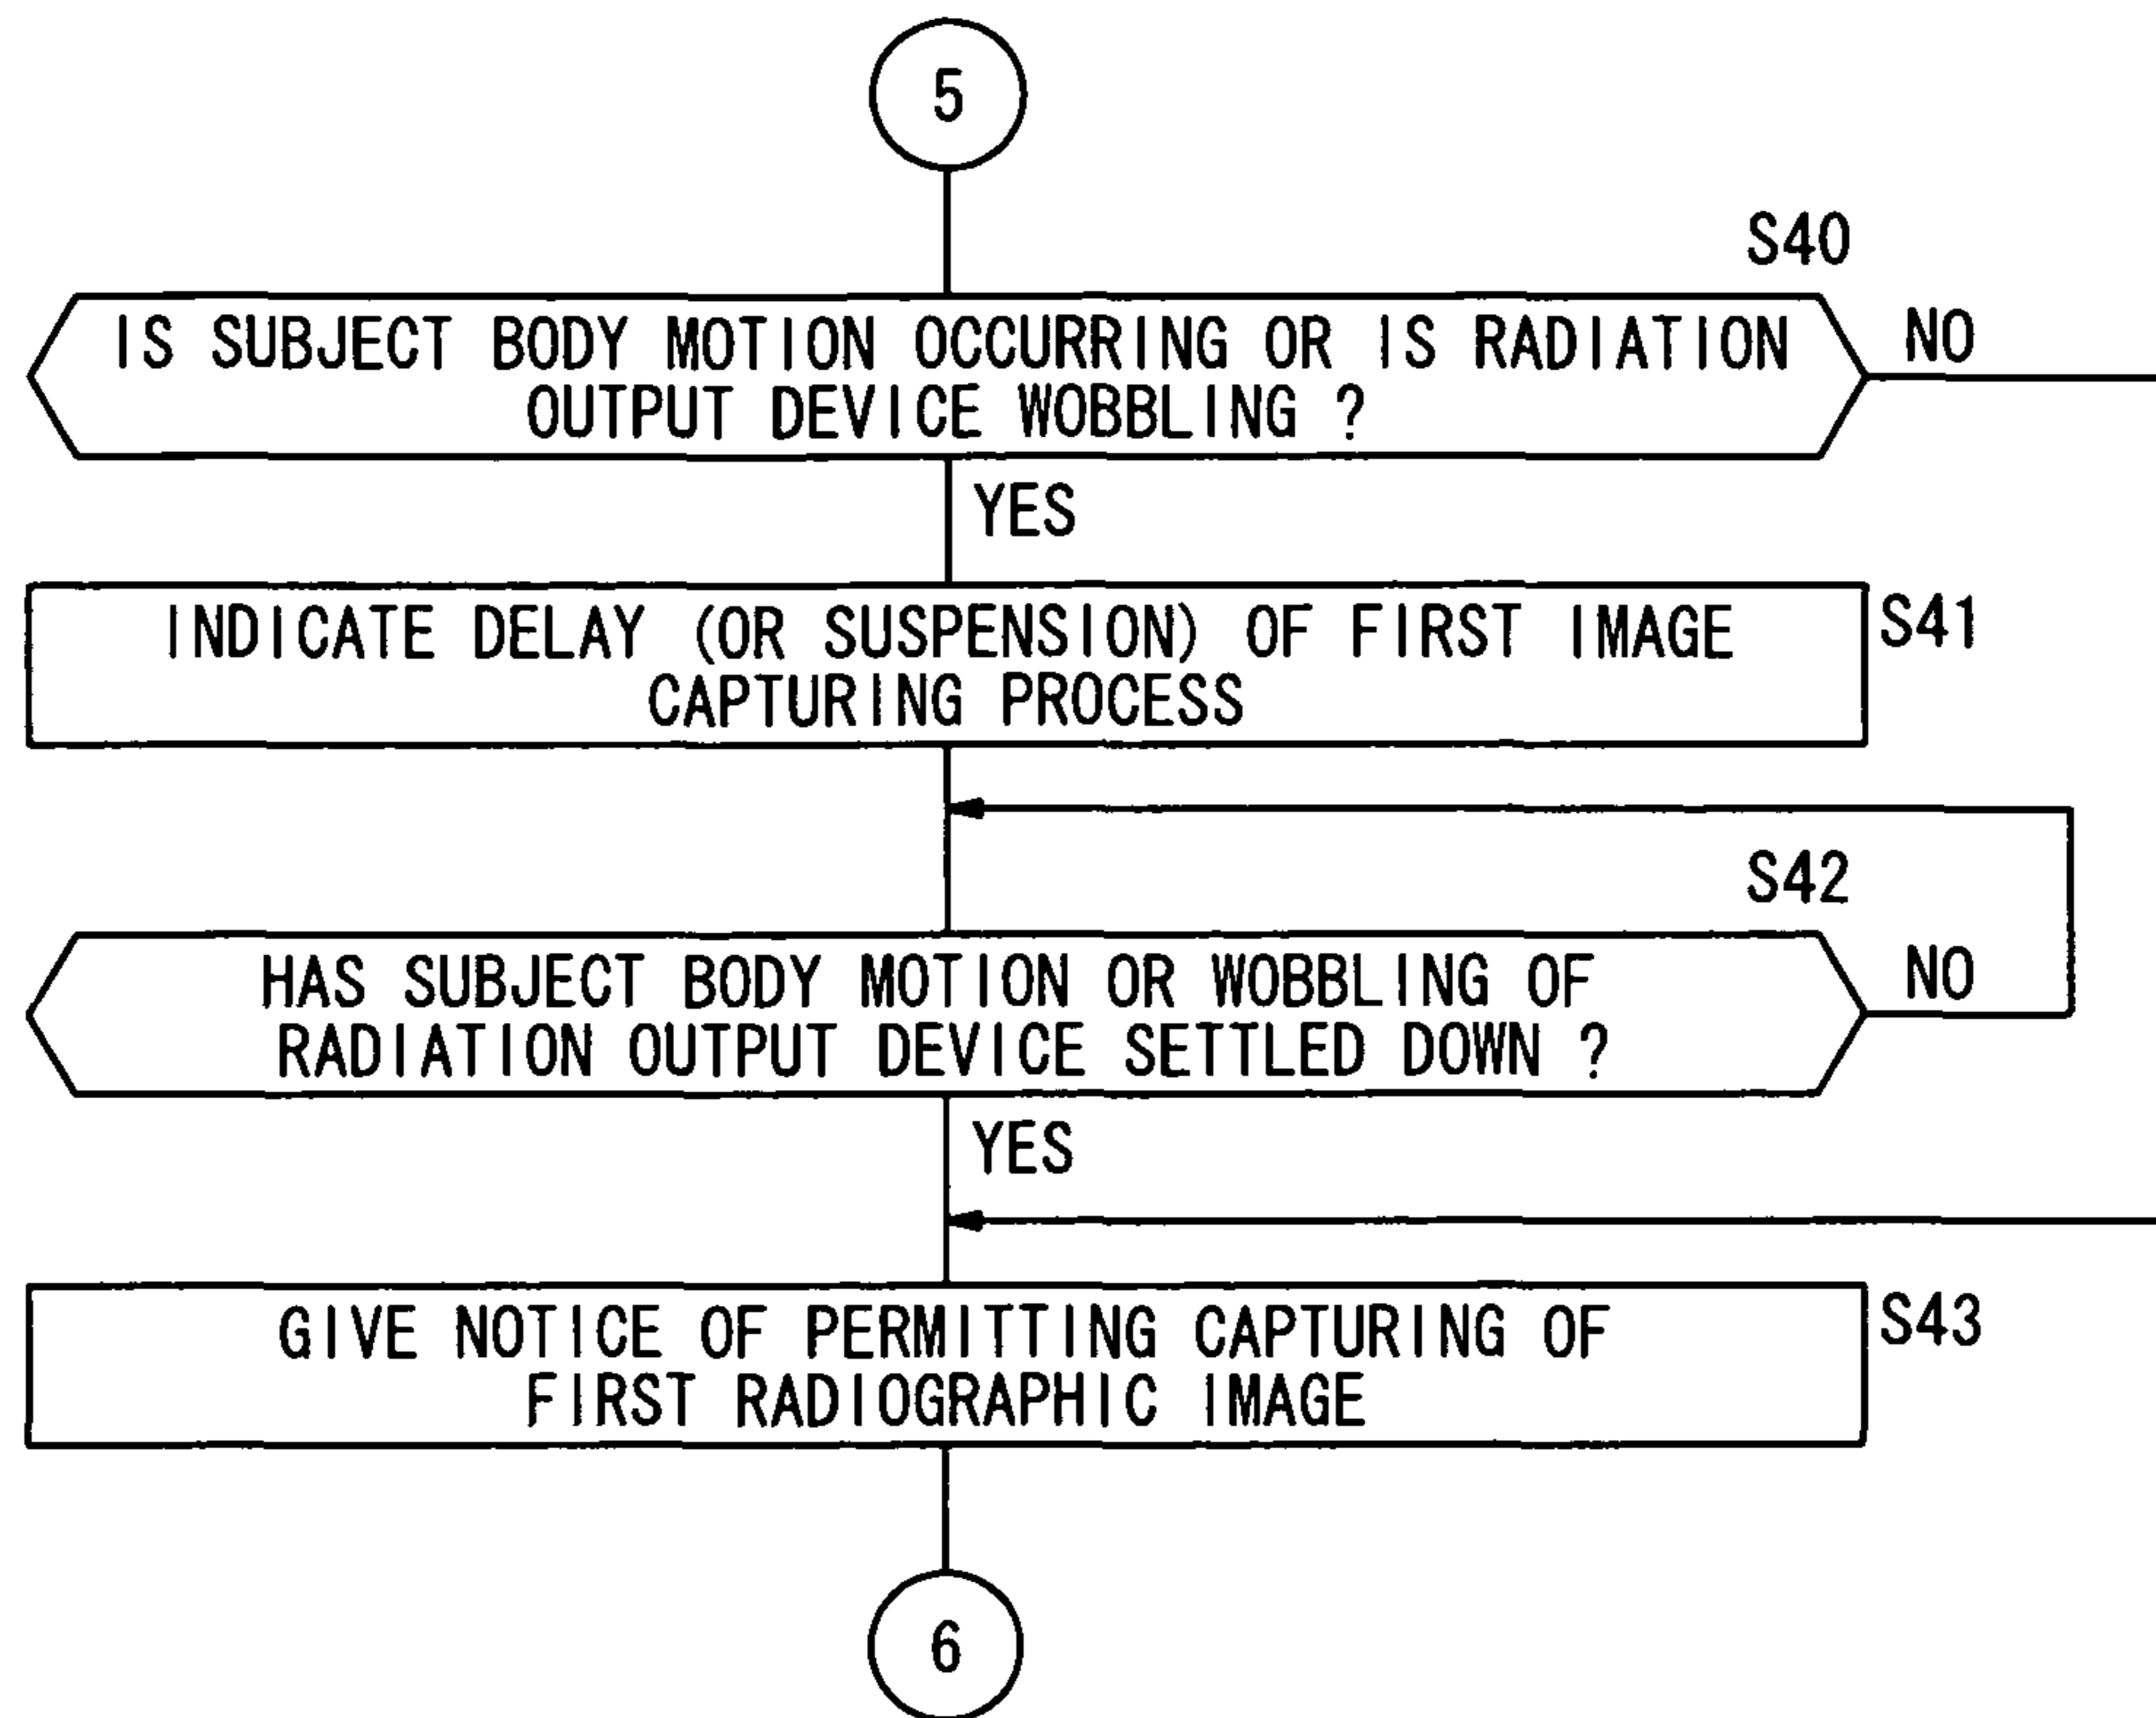 5
S40
IS SUBJECT BODY MOTION OCCURRING OR IS RADIATION
OUTPUT DEVICE WOBBLING ?
NO
YES
INDICATE DELAY (OR SUSPENSION) OF FIRST IMAGE
CAPTURING PROCESS
S41
S42
HAS SUBJECT BODY MOTION OR WOBBLING OF
RADIATION OUTPUT DEVICE SETTLED DOWN ?
NO
YES
GIVE NOTICE OF PERMITTING CAPTURING OF
FIRST RADIOGRAPHIC IMAGE
S43
6